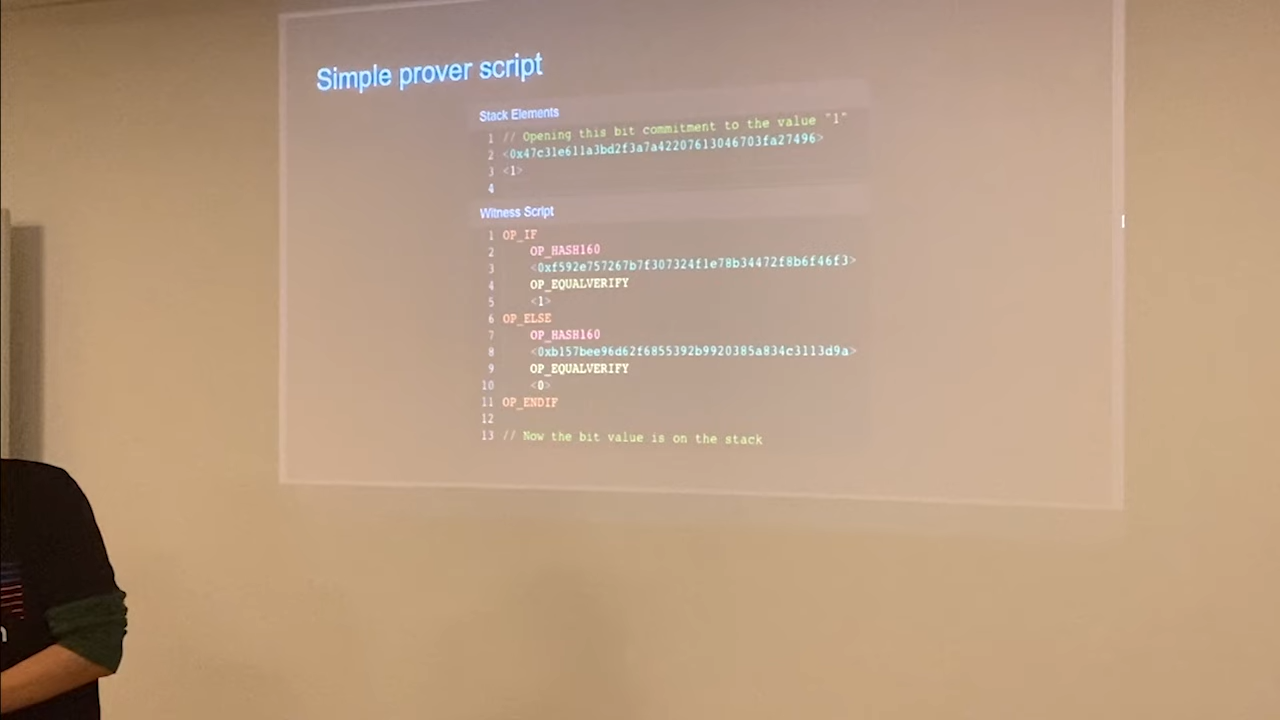 Simple prover script
Stack Elements
1 // Opening this bit commitment to the value "1"
2 <0x47c31e611a3bd2f3a7a42207613046703fa27496>
3 <1>
4
Witness Script
1 OP_IF
2 OP_HASH160
3 <0xf592e757267b7f307324f1e78b34472f8b6f46f3>
4 OP_EQUALVERIFY
5 <1>
6 OP_ELSE
7 OP_HASH160
8 <0xb157bee96d62f6855392b9920385a834c3113d9a>
9 OP_EQUALVERIFY
10 <0>
11 OP_ENDIF
12
13 // Now the bit value is on the stack